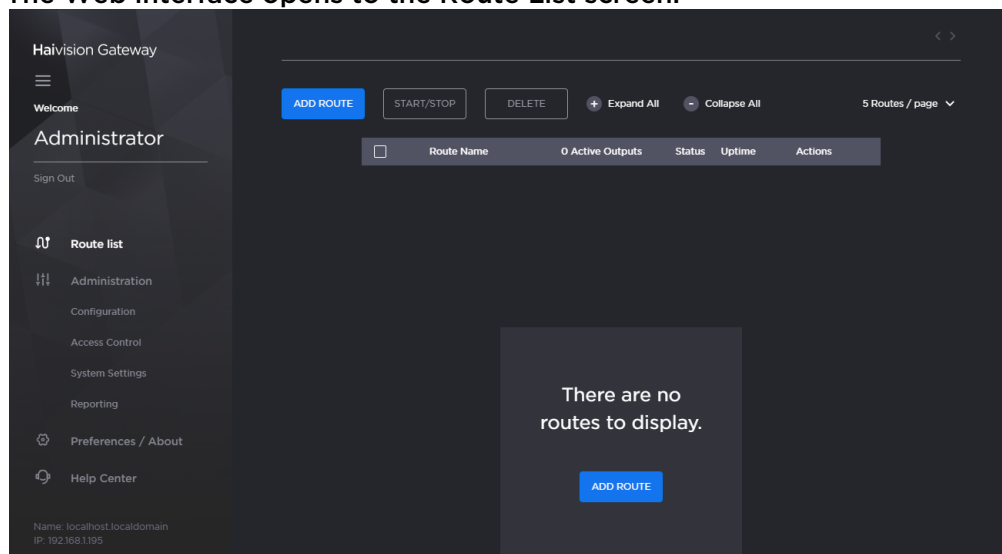 The Web interface opens to the Route List screen.
Haivision Gateway
Welcome
Administrator
Sign Out
Route list
Administration
Configuration
Access Control
System Settings
Reporting
Preferences / About
Help Center
Name: localhost.localdomain
IP: 192.168.1.195
< >
ADD ROUTE START/STOP DELETE + Expand All - Collapse All 5 Routes / page
Route Name 0 Active Outputs Status Uptime Actions
There are no
routes to display.
ADD ROUTE